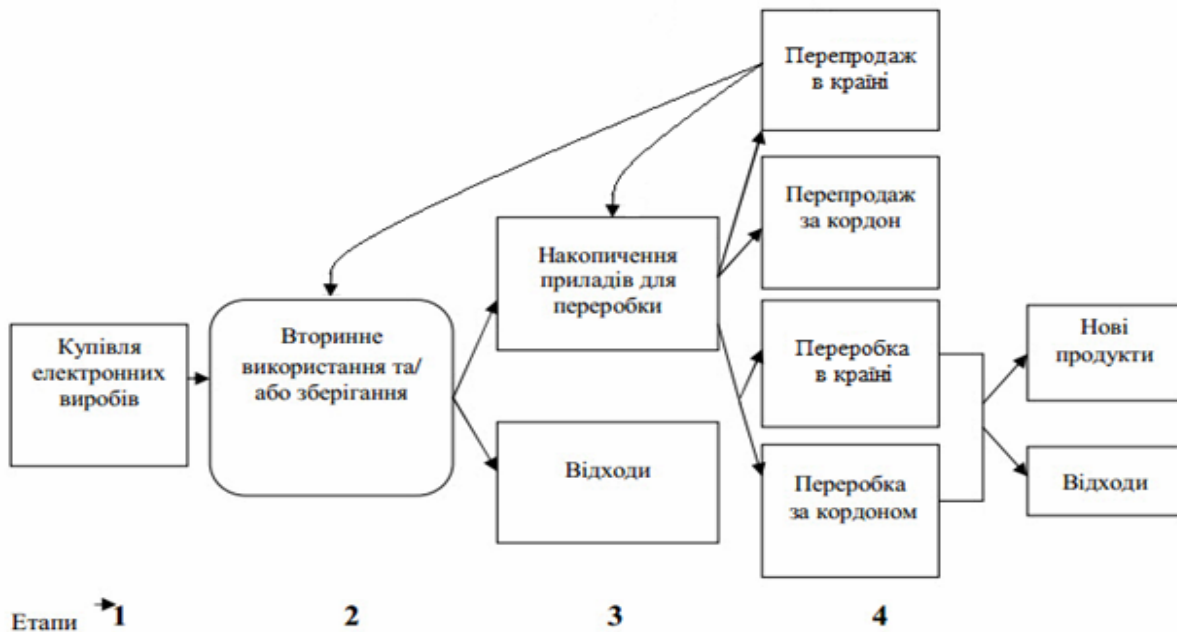 Купівля
електронних
виробів
Вторинне
використання та/
або зберігання
Накопичення
приладів для
переробки
Відходи
Перепродаж
в країні
Перепродаж
за кордон
Переробка
в країні
Переробка
за кордоном
Нові
продукти
Відходи
Етапи 1 2 3 4